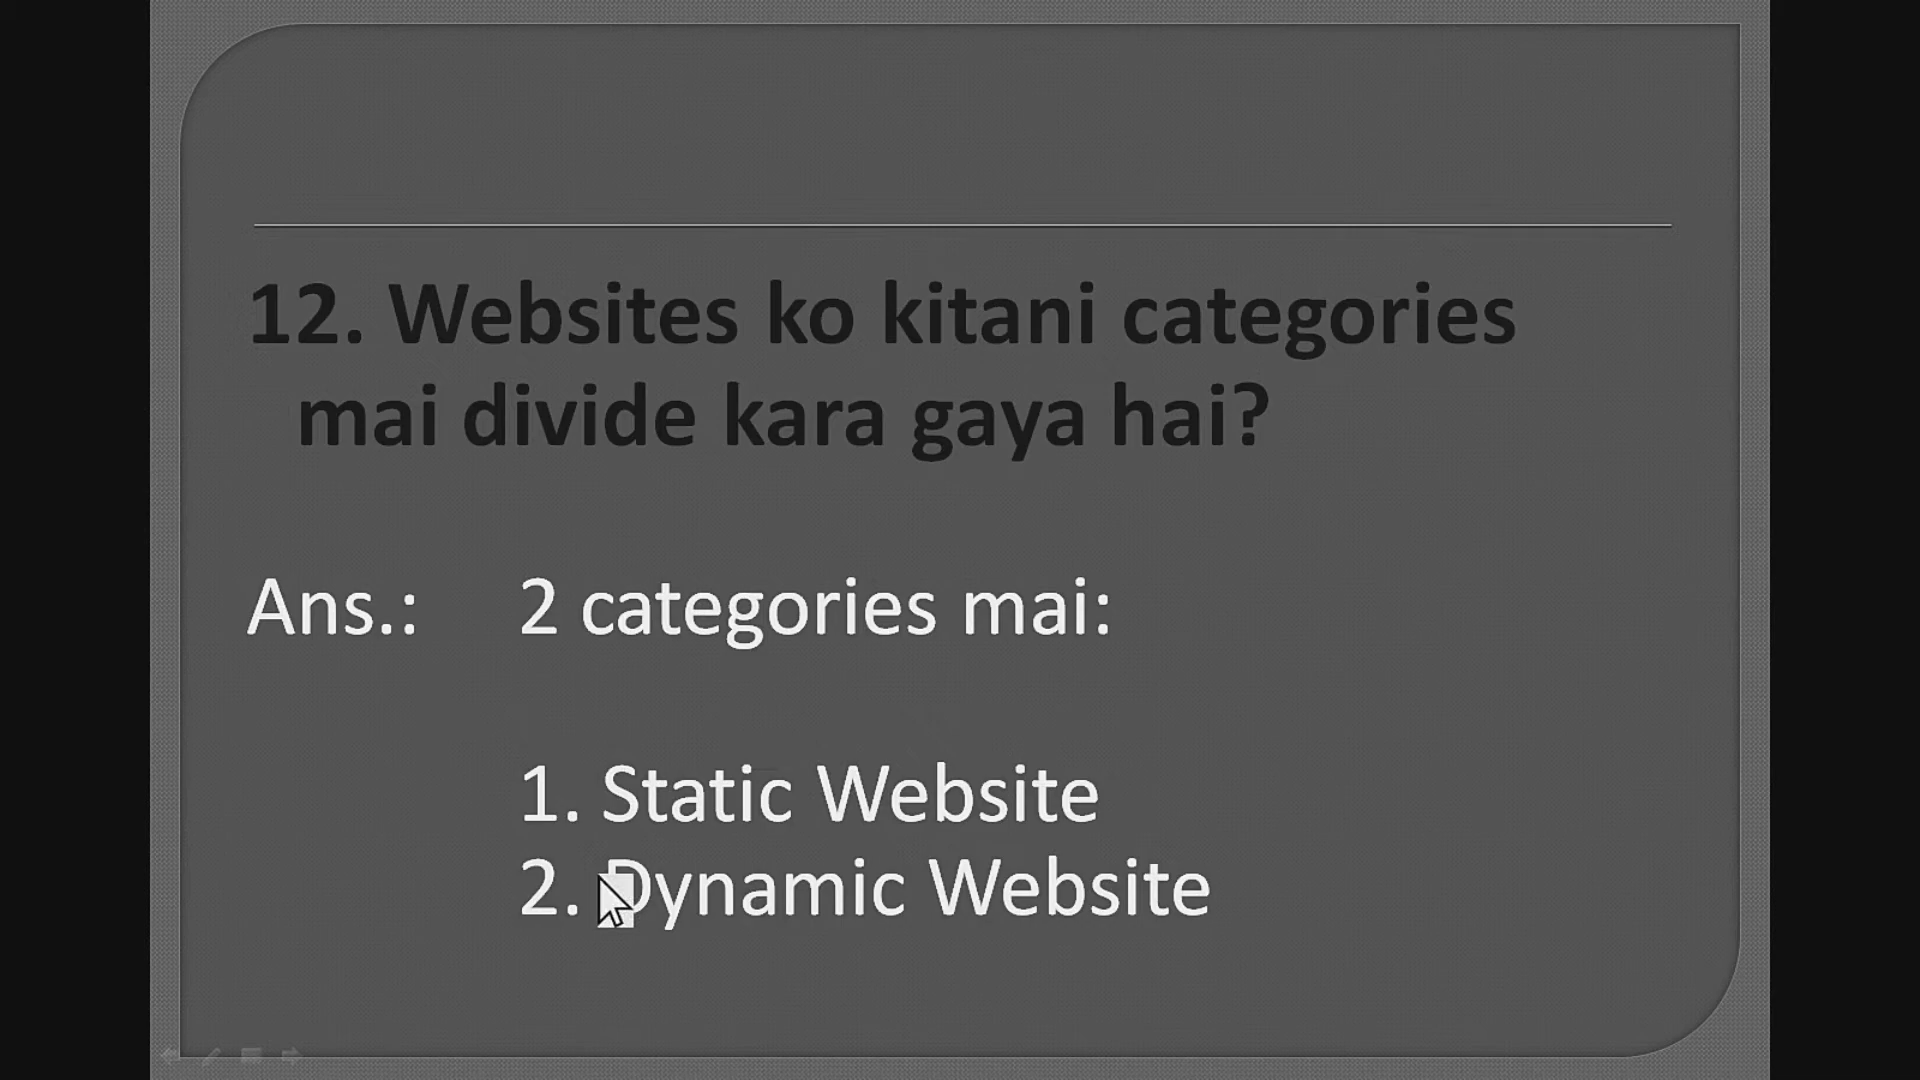 12. Websites ko kitani categories
mai divide kara gaya hai?
Ans.: 2 categories mai:
1. Static Website
2. Dynamic Website